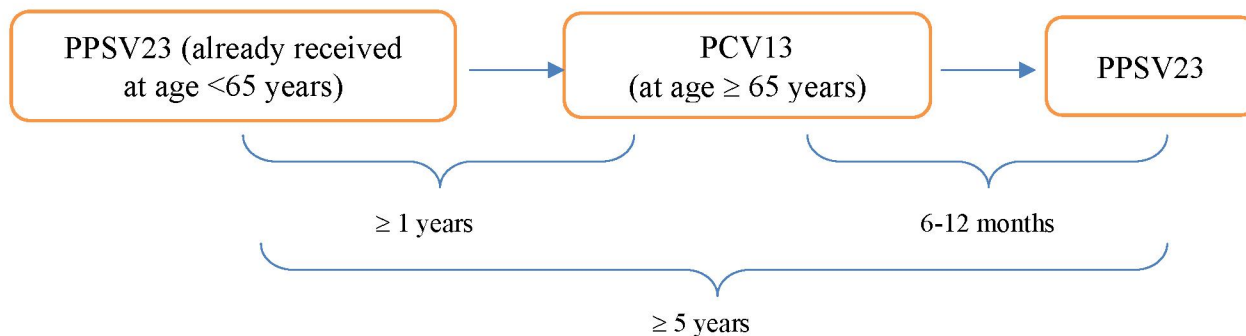 PPSV23 (already received
at age <65 years)
PCV13
(at age ≥ 65 years)
PPSV23
≥ 1 years
6-12 months
≥ 5 years